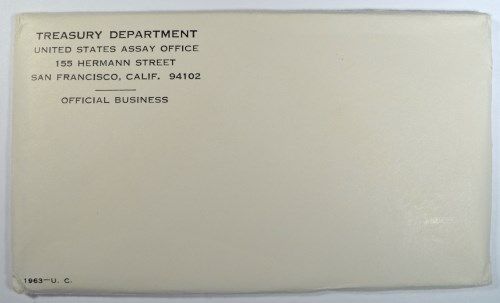 TREASURY DEPARTMENT
UNITED STATES ASSAY OFFICE
155 HERMANN STREET
SAN FRANCISCO, CALIF. 94102
OFFICIAL BUSINESS
1963—U. C.